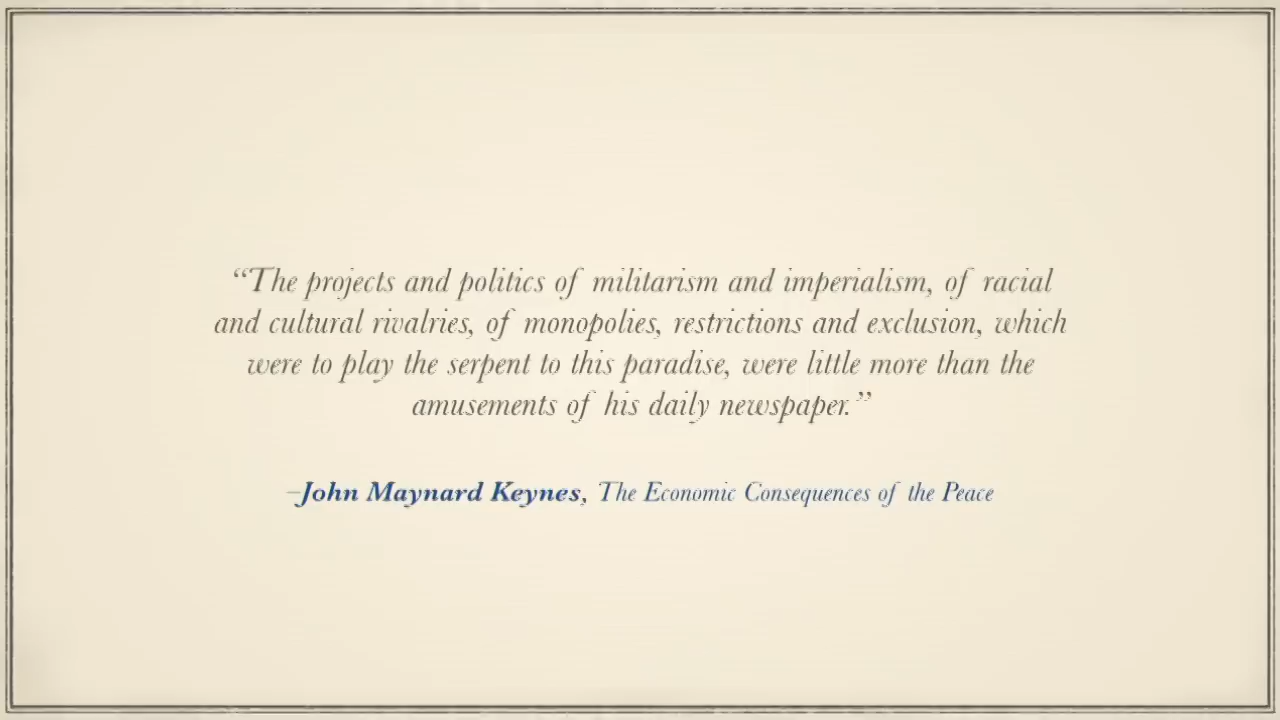 “The projects and politics of militarism and imperialism, of racial
and cultural rivalries, of monopolies, restrictions and exclusion, which
were to play the serpent to this paradise, were little more than the
amusements of his daily newspaper.”
–John Maynard Keynes, The Economic Consequences of the Peace